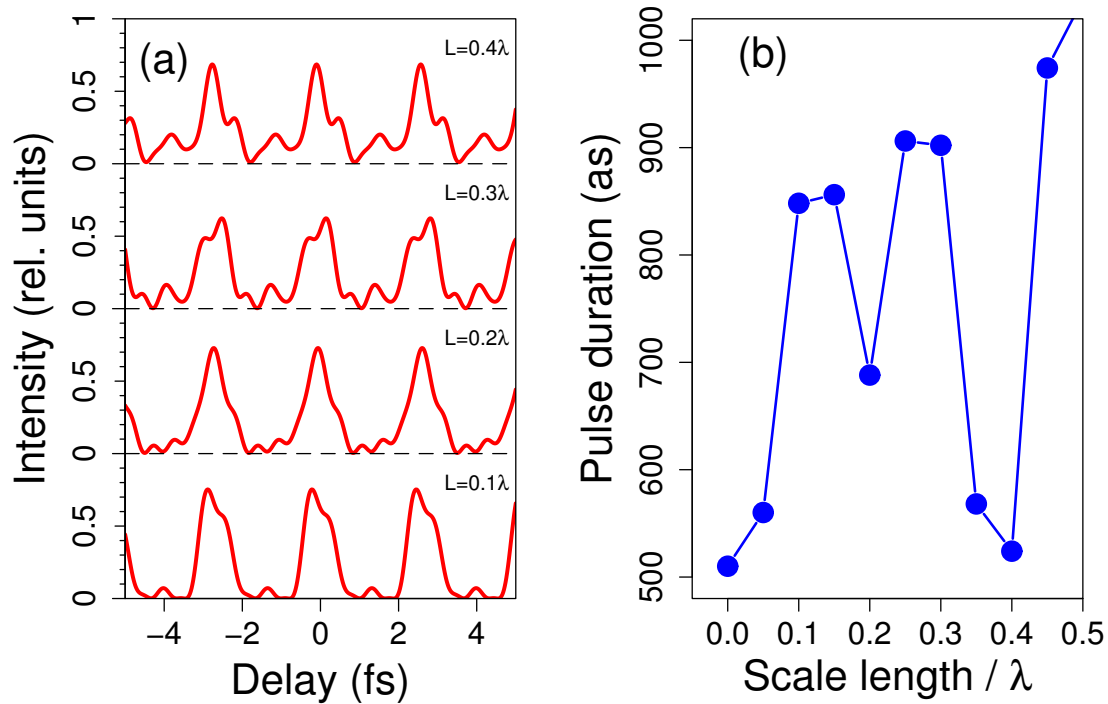 (a)
L=0.4λ
L=0.3λ
L=0.2λ
L=0.1λ
1
0.5
0
0.5
0
0.5
0
0.5
0
Intensity (rel. units)
−4 −2 0 2 4
Delay (fs)
(b)
1000
900
800
700
600
500
Pulse duration (as)
0.0 0.1 0.2 0.3 0.4 0.5
Scale length / λ